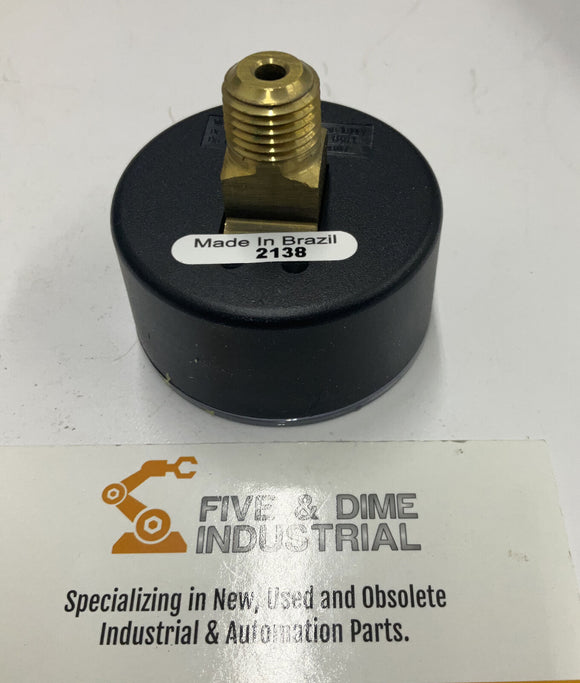 Made In Brazil
2138
FIVE & DIME
INDUSTRIAL
Specializing in New, Used and Obsolete
Industrial & Automation Parts.